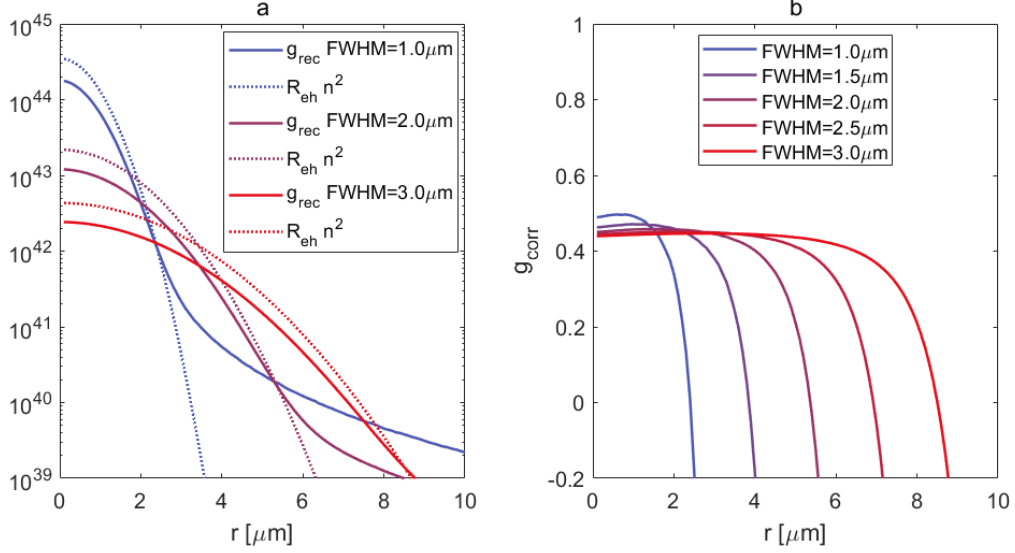 a
10^45
10^44
10^43
10^42
10^41
10^40
10^39
g_rec FWHM=1.0μm
R_eh n^2
g_rec FWHM=2.0μm
R_eh n^2
g_rec FWHM=3.0μm
R_eh n^2
0 2 4 6 8 10
r [μm]
b
1
0.8
0.6
0.4
0.2
0
-0.2
g_corr
FWHM=1.0μm
FWHM=1.5μm
FWHM=2.0μm
FWHM=2.5μm
FWHM=3.0μm
0 2 4 6 8 10
r [μm]